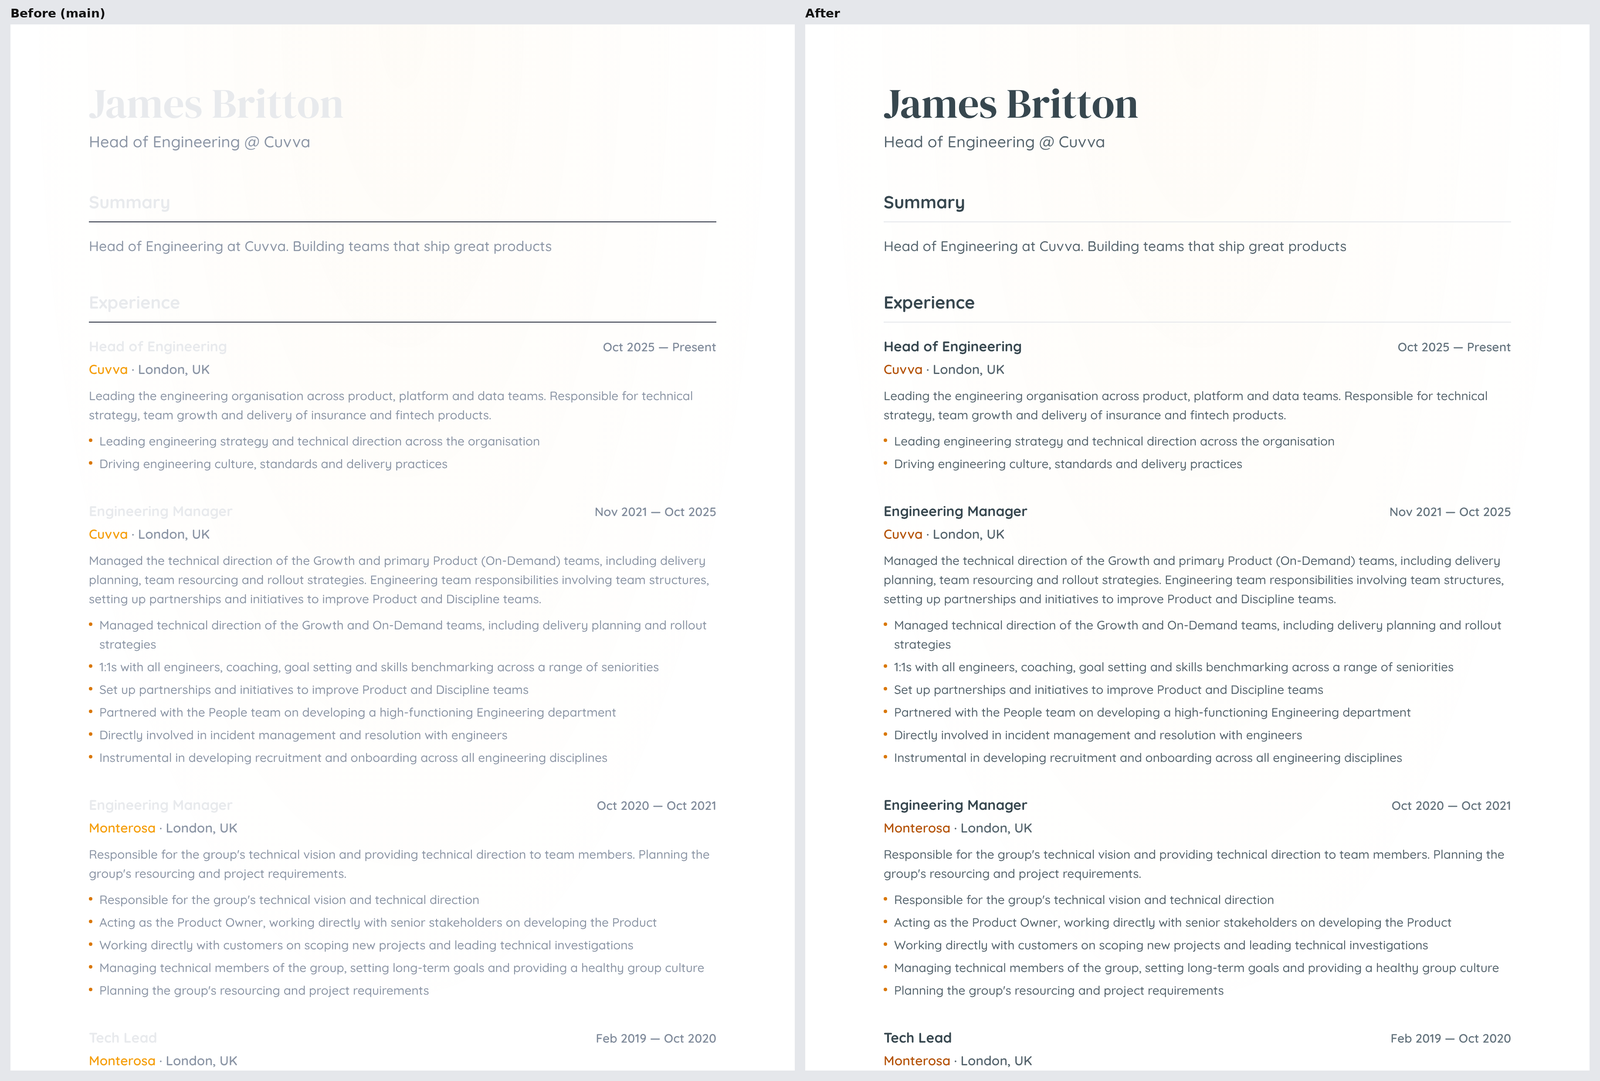 Before (main)
James Britton
Head of Engineering @ Cuvva
Summary
Head of Engineering at Cuvva. Building teams that ship great products
Experience
Head of Engineering
Oct 2025 — Present
Cuvva · London, UK
Leading the engineering organisation across product, platform and data teams. Responsible for technical
strategy, team growth and delivery of insurance and fintech products.
• Leading engineering strategy and technical direction across the organisation
• Driving engineering culture, standards and delivery practices
Engineering Manager
Nov 2021 — Oct 2025
Cuvva · London, UK
Managed the technical direction of the Growth and primary Product (On-Demand) teams, including delivery
planning, team resourcing and rollout strategies. Engineering team responsibilities involving team structures,
setting up partnerships and initiatives to improve Product and Discipline teams.
• Managed technical direction of the Growth and On-Demand teams, including delivery planning and rollout
strategies
• 1:1s with all engineers, coaching, goal setting and skills benchmarking across a range of seniorities
• Set up partnerships and initiatives to improve Product and Discipline teams
• Partnered with the People team on developing a high-functioning Engineering department
• Directly involved in incident management and resolution with engineers
• Instrumental in developing recruitment and onboarding across all engineering disciplines
Engineering Manager
Oct 2020 — Oct 2021
Monterosa · London, UK
Responsible for the group's technical vision and providing technical direction to team members. Planning the
group's resourcing and project requirements.
• Responsible for the group's technical vision and technical direction
• Acting as the Product Owner, working directly with senior stakeholders on developing the Product
• Working directly with customers on scoping new projects and leading technical investigations
• Managing technical members of the group, setting long-term goals and providing a healthy group culture
• Planning the group's resourcing and project requirements
Tech Lead
Feb 2019 — Oct 2020
Monterosa · London, UK
After
James Britton
Head of Engineering @ Cuvva
Summary
Head of Engineering at Cuvva. Building teams that ship great products
Experience
Head of Engineering
Oct 2025 — Present
Cuvva · London, UK
Leading the engineering organisation across product, platform and data teams. Responsible for technical
strategy, team growth and delivery of insurance and fintech products.
• Leading engineering strategy and technical direction across the organisation
• Driving engineering culture, standards and delivery practices
Engineering Manager
Nov 2021 — Oct 2025
Cuvva · London, UK
Managed the technical direction of the Growth and primary Product (On-Demand) teams, including delivery
planning, team resourcing and rollout strategies. Engineering team responsibilities involving team structures,
setting up partnerships and initiatives to improve Product and Discipline teams.
• Managed technical direction of the Growth and On-Demand teams, including delivery planning and rollout
strategies
• 1:1s with all engineers, coaching, goal setting and skills benchmarking across a range of seniorities
• Set up partnerships and initiatives to improve Product and Discipline teams
• Partnered with the People team on developing a high-functioning Engineering department
• Directly involved in incident management and resolution with engineers
• Instrumental in developing recruitment and onboarding across all engineering disciplines
Engineering Manager
Oct 2020 — Oct 2021
Monterosa · London, UK
Responsible for the group's technical vision and providing technical direction to team members. Planning the
group's resourcing and project requirements.
• Responsible for the group's technical vision and technical direction
• Acting as the Product Owner, working directly with senior stakeholders on developing the Product
• Working directly with customers on scoping new projects and leading technical investigations
• Managing technical members of the group, setting long-term goals and providing a healthy group culture
• Planning the group's resourcing and project requirements
Tech Lead
Feb 2019 — Oct 2020
Monterosa · London, UK